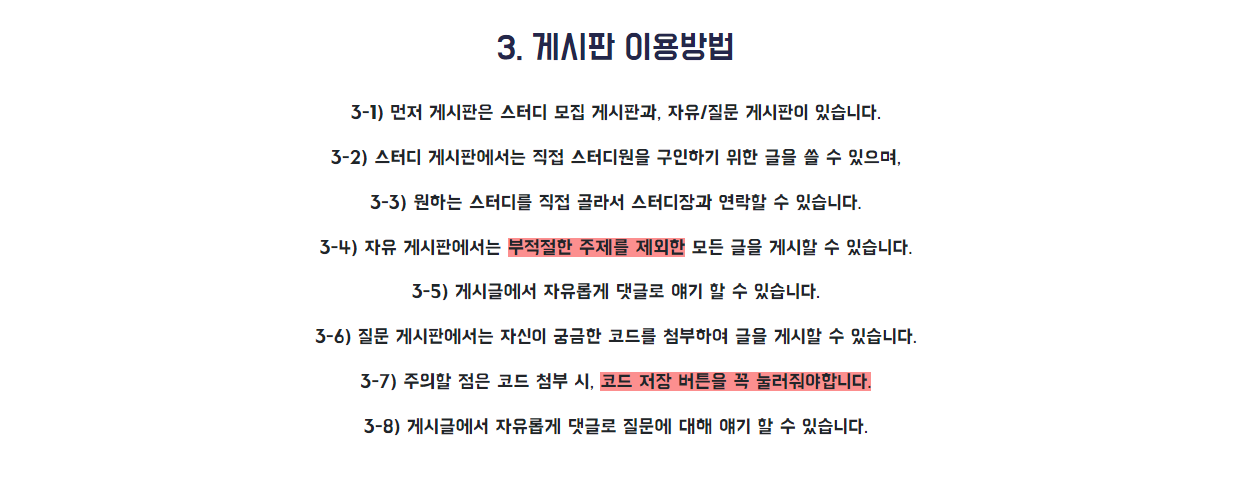 3. 게시판 이용방법
3-1) 먼저 게시판은 스터디 모집 게시판과, 자유/질문 게시판이 있습니다.
3-2) 스터디 게시판에서는 직접 스터디원을 구인하기 위한 글을 쓸 수 있으며,
3-3) 원하는 스터디를 직접 골라서 스터디장과 연락할 수 있습니다.
3-4) 자유 게시판에서는 부적절한 주제를 제외한 모든 글을 게시할 수 있습니다.
3-5) 게시글에서 자유롭게 댓글로 얘기 할 수 있습니다.
3-6) 질문 게시판에서는 자신이 궁금한 코드를 첨부하여 글을 게시할 수 있습니다.
3-7) 주의할 점은 코드 첨부 시, 코드 저장 버튼을 꼭 눌러줘야합니다.
3-8) 게시글에서 자유롭게 댓글로 질문에 대해 얘기 할 수 있습니다.